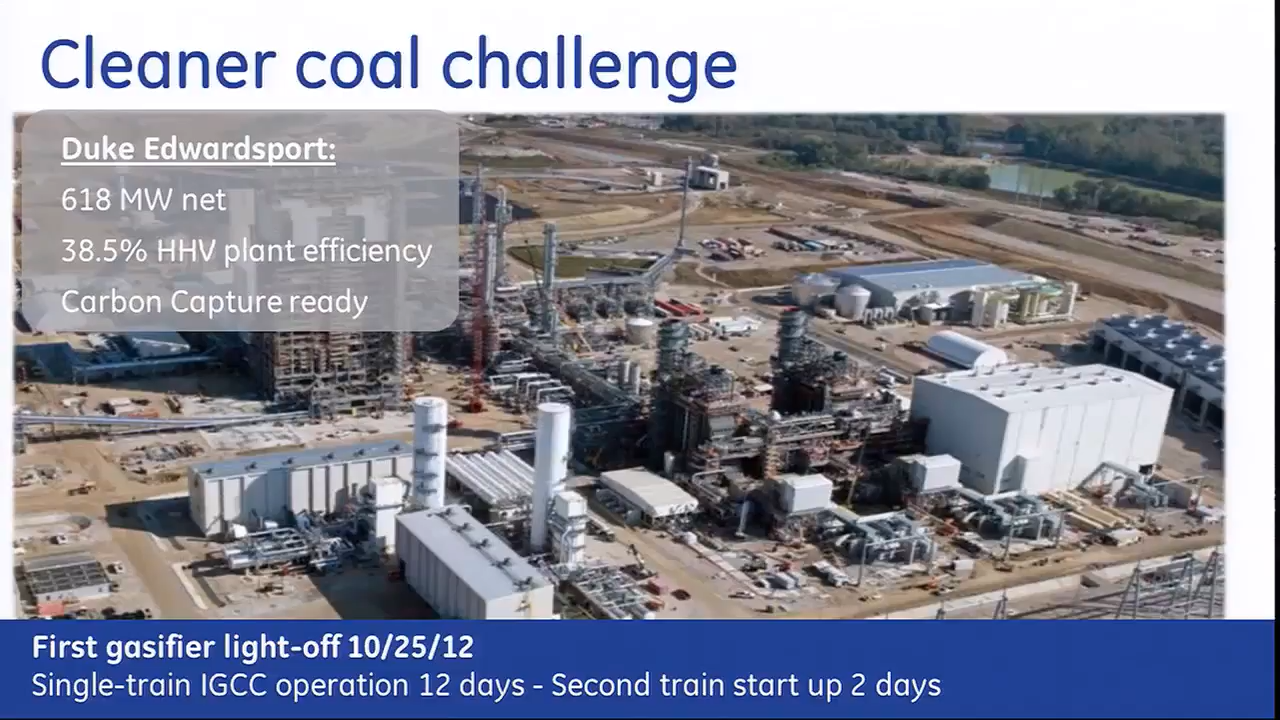 Cleaner coal challenge
Duke Edwardsport:
618 MW net
38.5% HHV plant efficiency
Carbon Capture ready
First gasifier light-off 10/25/12
Single-train IGCC operation 12 days - Second train start up 2 days